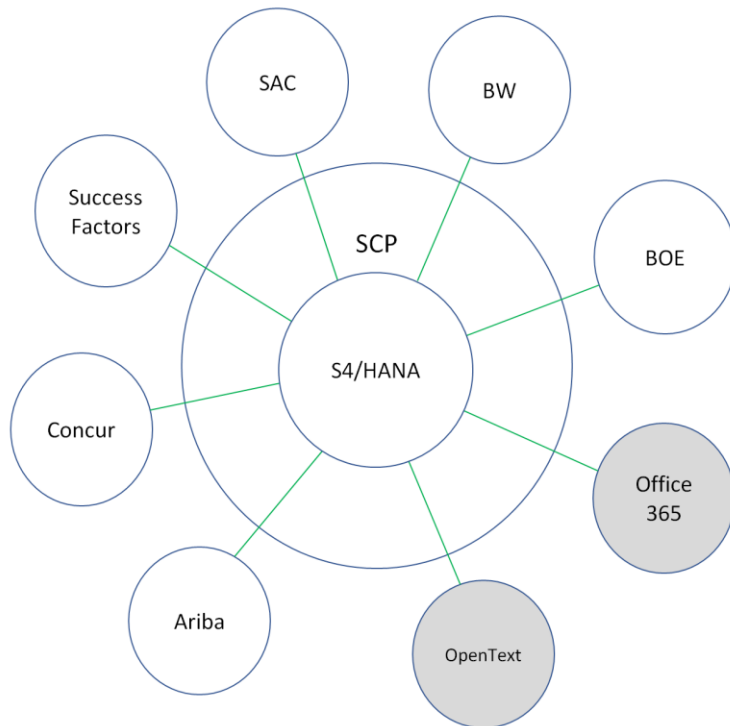 SAC
BW
Success
Factors
SCP
BOE
S4/HANA
Concur
Office
365
Ariba
OpenText